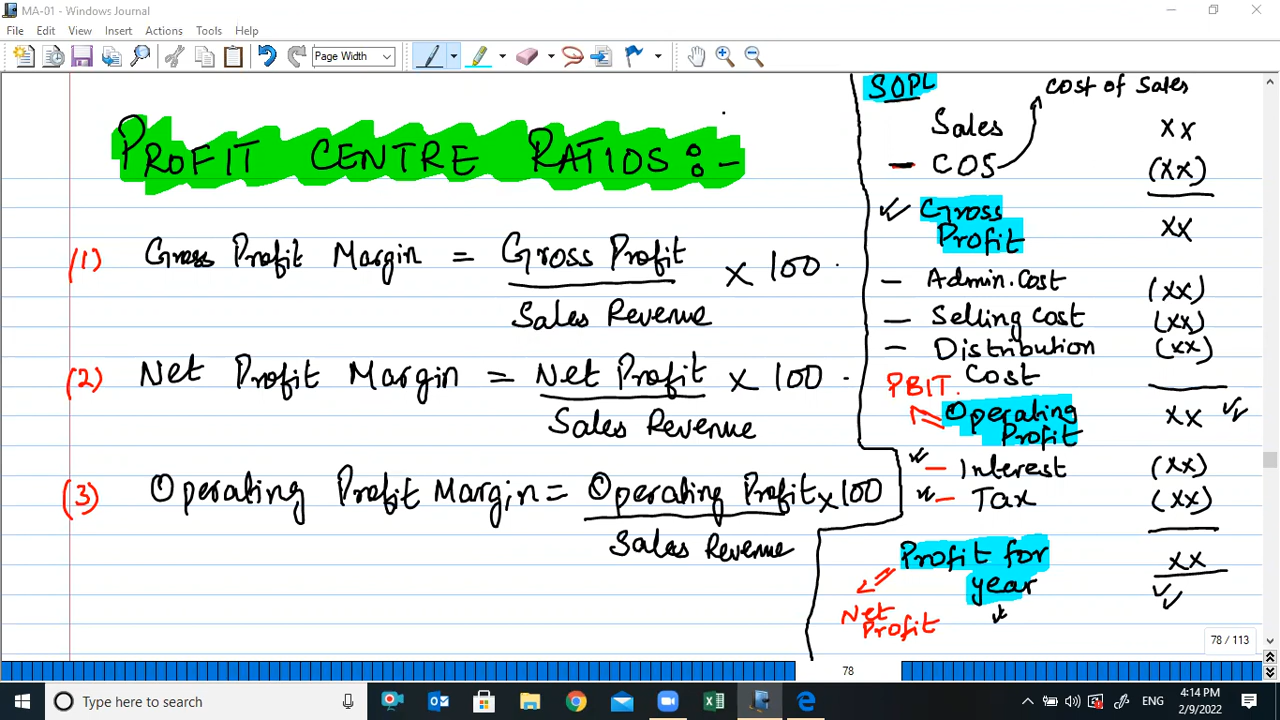 MA-01 - Windows Journal
File Edit View Insert Actions Tools Help
Page Width
PROFIT CENTRE RATIOS :-
(1) Gross Profit Margin = Gross Profit × 100
Sales Revenue
(2) Net Profit Margin = Net Profit × 100
Sales Revenue
(3) Operating Profit Margin = Operating Profit × 100
Sales Revenue
SOPL
Cost of Sales
Sales XX
- COS (XX)
Gross Profit XX
- Admin. Cost (XX)
- Selling Cost (XX)
- Distribution Cost (XX)
PBIT
Operating Profit XX
- Interest (XX)
- Tax (XX)
Profit for year XX
Net Profit
78 / 113
78
Type here to search
ENG
4:14 PM
2/9/2022